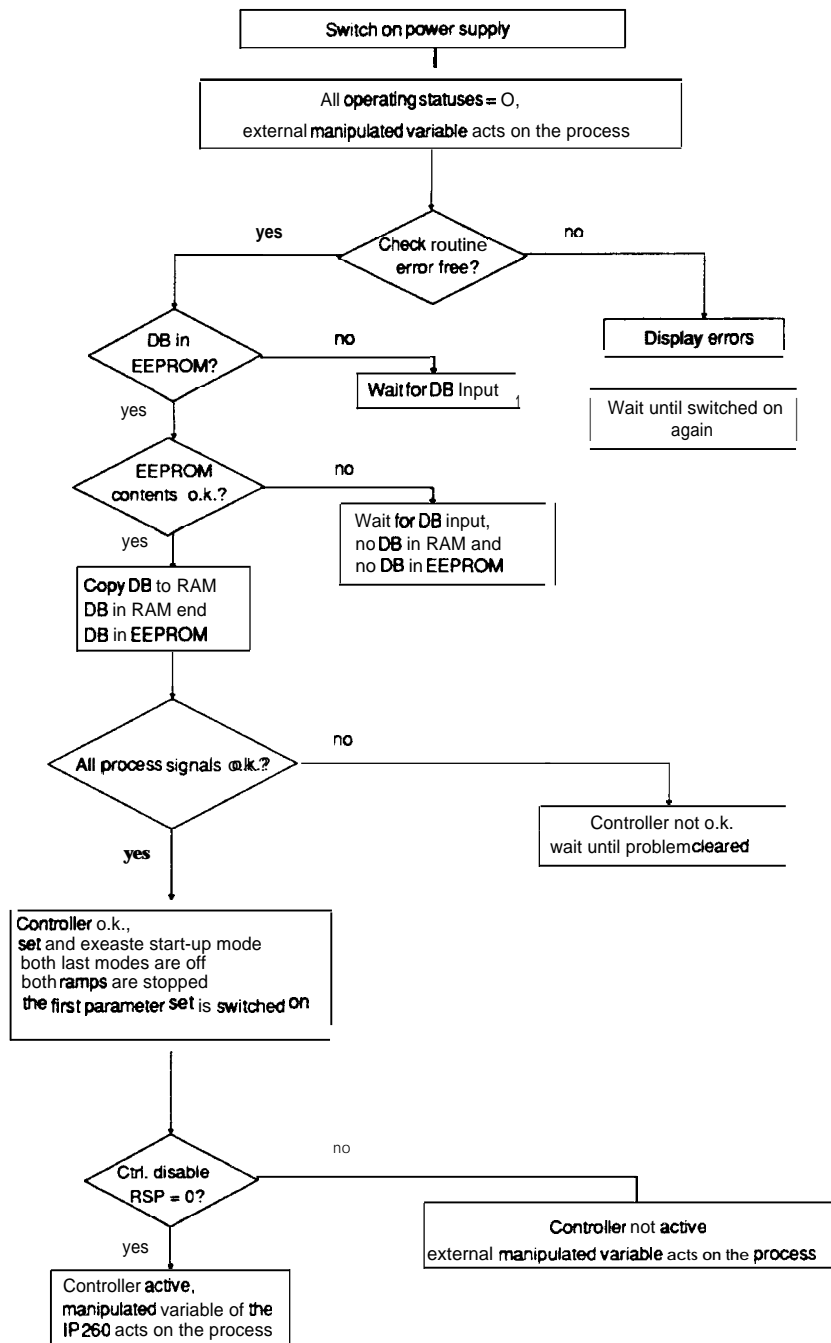 Switch on power supply
All operating statuses = O,
external manipulated variable acts on the process
yes
Check routine
error free?
no
DB in
EEPROM?
no
Display errors
Wait for DB Input
yes
Wait until switched on
again
EEPROM
contents o.k.?
no
Wait for DB input,
no DB in RAM and
no DB in EEPROM
yes
Copy DB to RAM
DB in RAM end
DB in EEPROM
All process signals o.k.?
no
Controller not o.k.
wait until problem cleared
yes
Controller o.k.,
set and exeaste start-up mode
both last modes are off
both ramps are stopped
the first parameter set is switched on
Ctrl. disable
RSP = 0?
no
Controller not active
external manipulated variable acts on the process
yes
Controller active,
manipulated variable of the
IP260 acts on the process